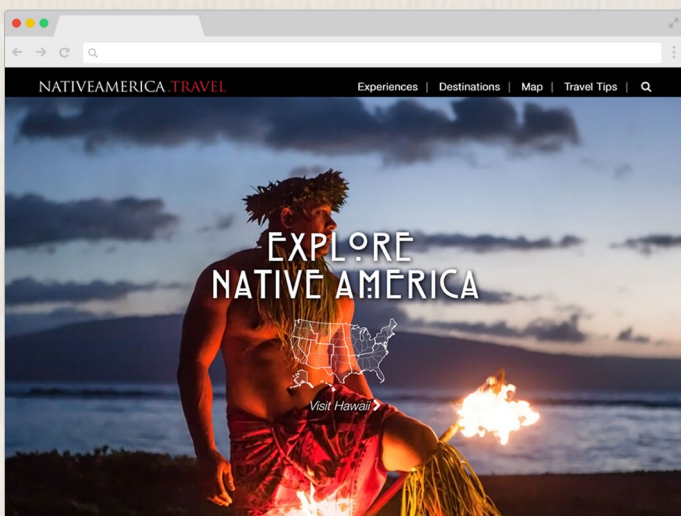 NATIVEAMERICA.TRAVEL
Experiences | Destinations | Map | Travel Tips |
EXPLORE
NATIVE AMERICA
Visit Hawaii